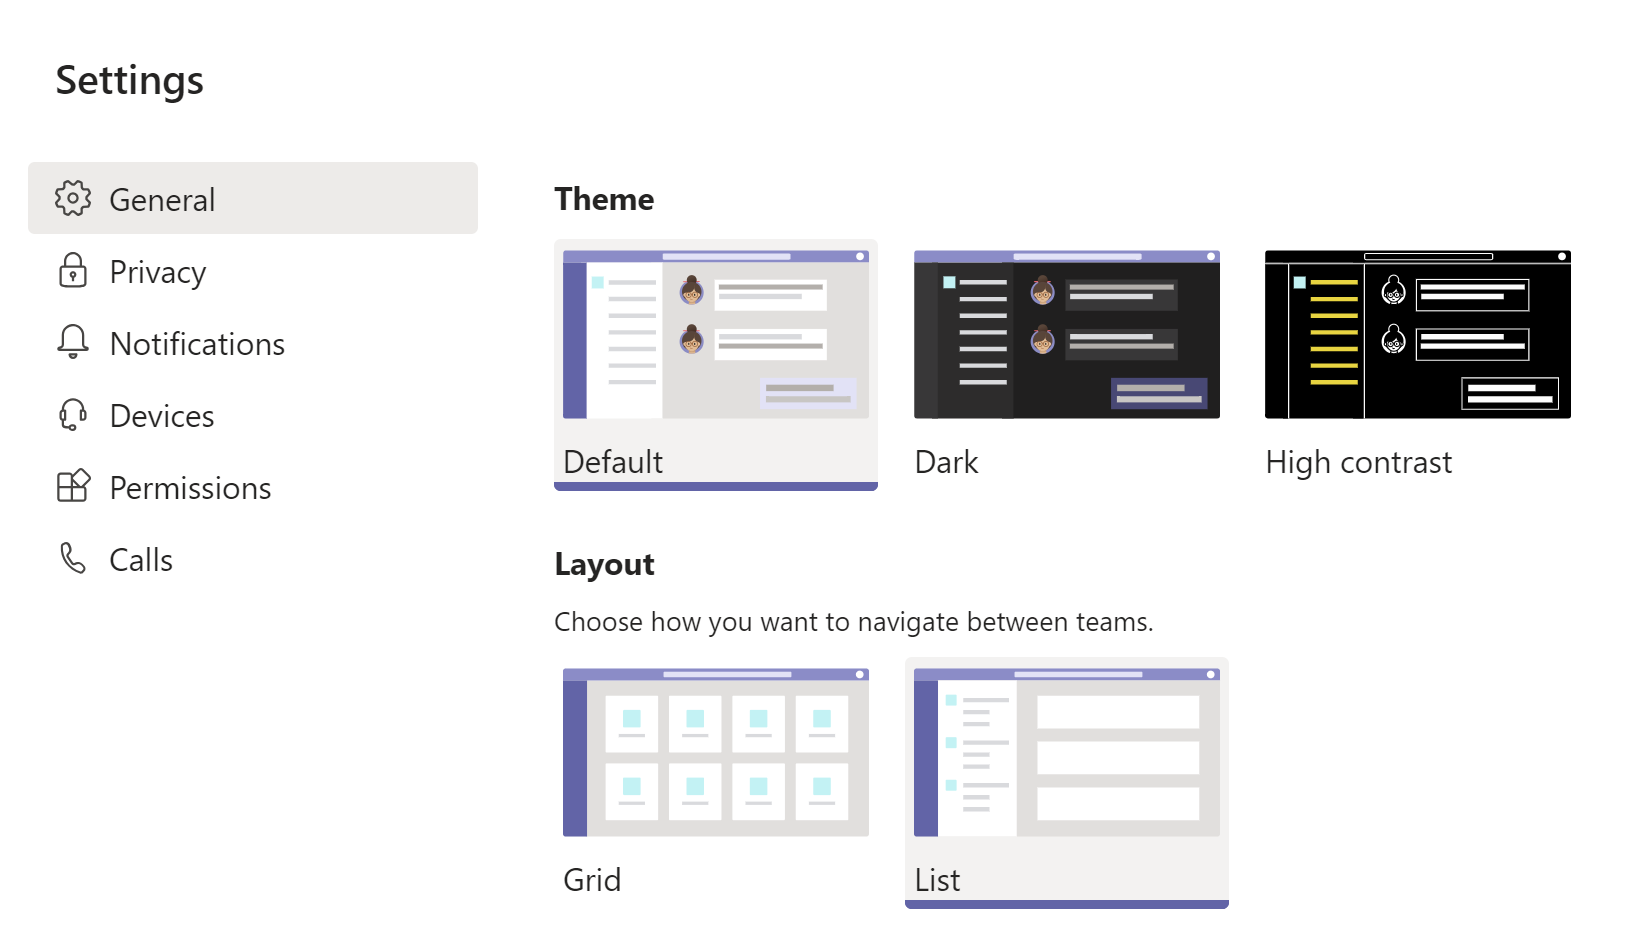 Settings
General
Privacy
Notifications
Devices
Permissions
Calls
Theme
Default
Dark
High contrast
Layout
Choose how you want to navigate between teams.
Grid
List